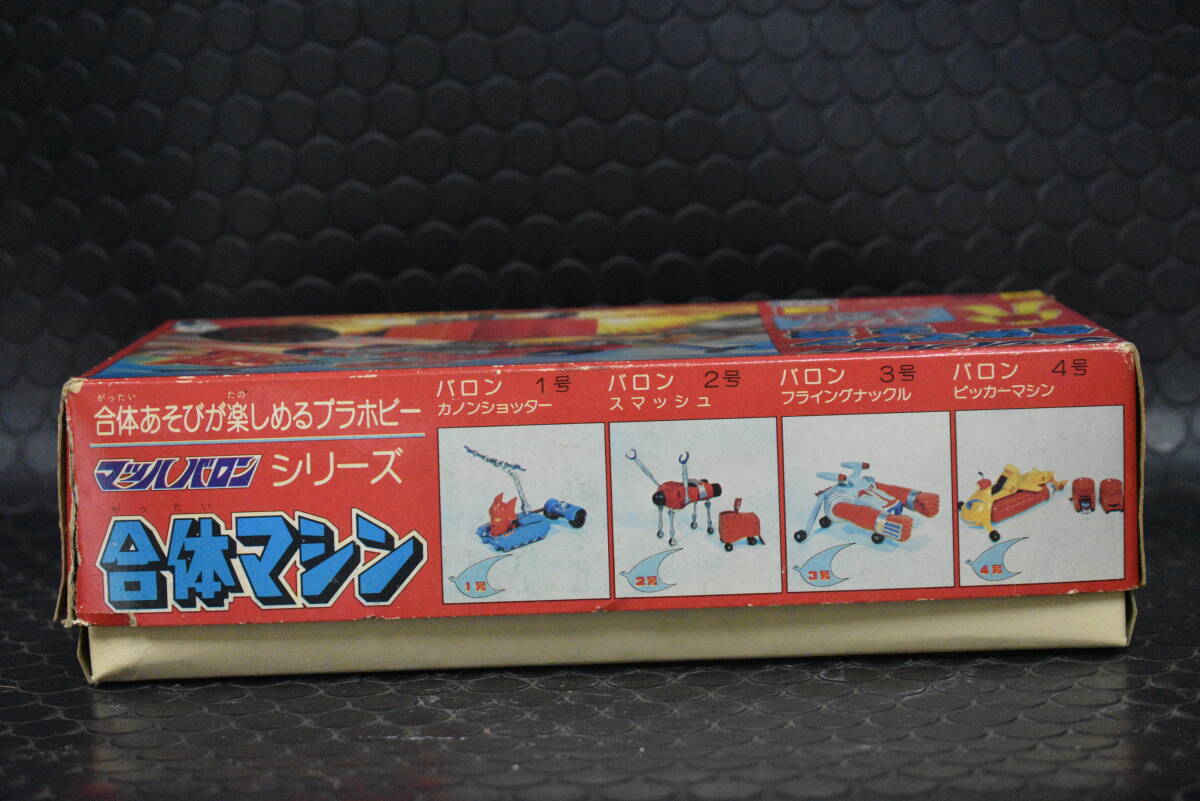 がったい たの
合体あそびが楽しめるプラホビー
マッハバロン シリーズ
がったい
合体マシン
バロン 1号
カノンショッター
バロン 2号
スマッシュ
バロン 3号
フライングナックル
バロン 4号
ピッカーマシン
1号
2号
3号
4号